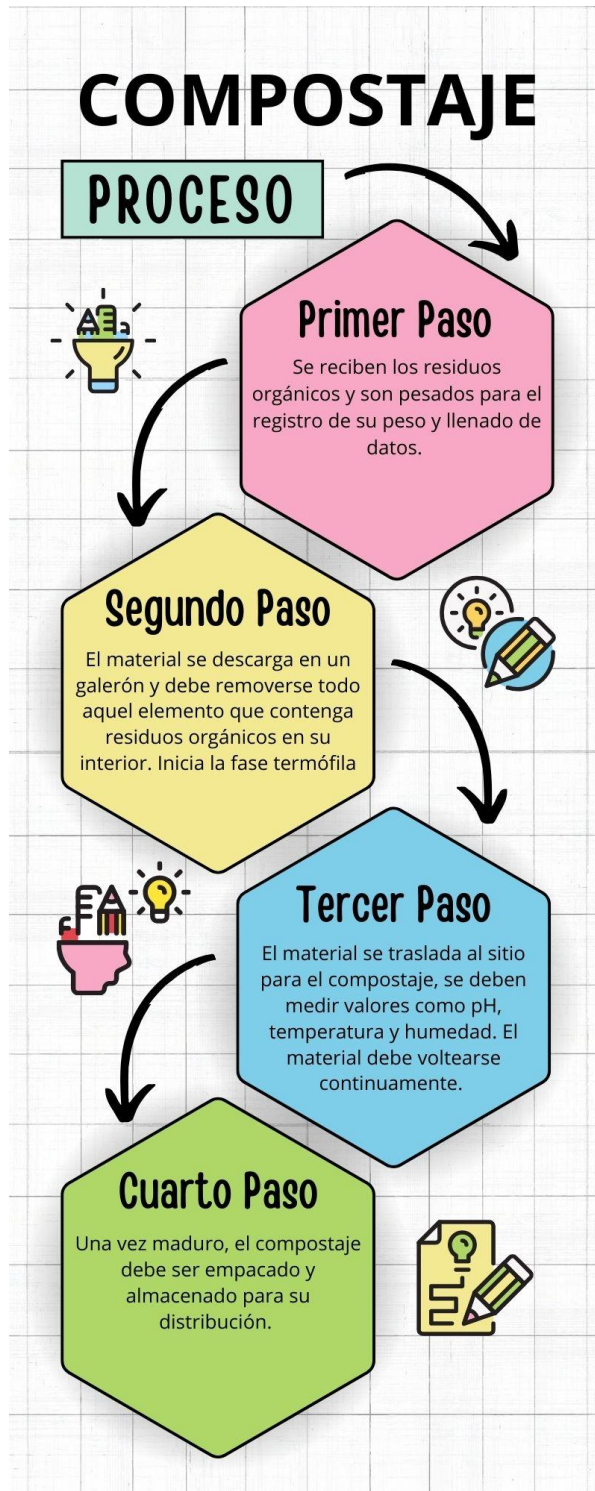 COMPOSTAJE
PROCESO
Primer Paso
Se reciben los residuos
orgánicos y son pesados para el
registro de su peso y llenado de
datos.
Segundo Paso
El material se descarga en un
galerón y debe removerse todo
aquel elemento que contenga
residuos orgánicos en su
interior. Inicia la fase termófila
Tercer Paso
El material se traslada al sitio
para el compostaje, se deben
medir valores como pH,
temperatura y humedad. El
material debe voltearse
continuamente.
Cuarto Paso
Una vez maduro, el compostaje
debe ser empacado y
almacenado para su
distribución.